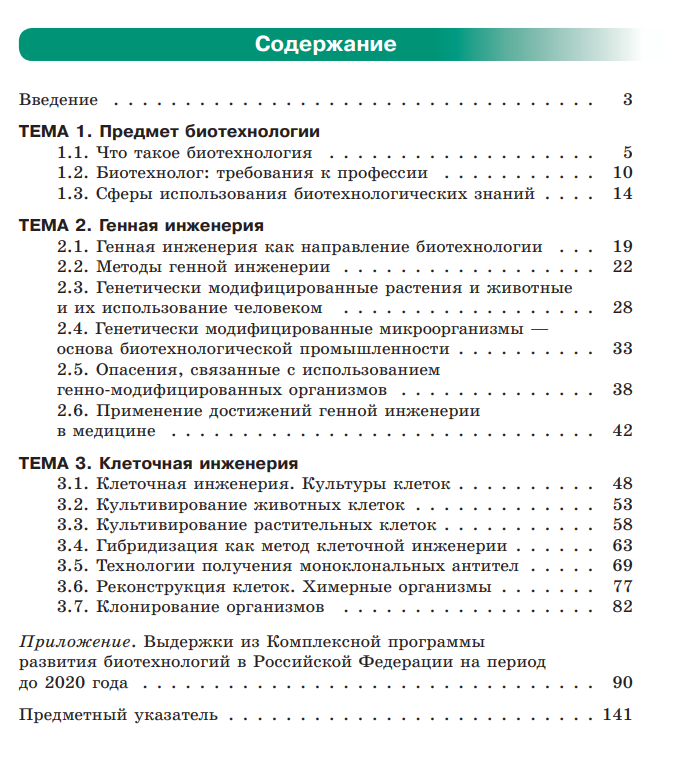 Содержание
Введение . . . . . . . . . . . . . . . . . . . . . . . . . . . . . . . . . . 3
ТЕМА 1. Предмет биотехнологии
1.1. Что такое биотехнология . . . . . . . . . . . . . . . . . . . 5
1.2. Биотехнолог: требования к профессии . . . . . . . . . . . 10
1.3. Сферы использования биотехнологических знаний . . . . 14
ТЕМА 2. Генная инженерия
2.1. Генная инженерия как направление биотехнологии . . . 19
2.2. Методы генной инженерии . . . . . . . . . . . . . . . . . . 22
2.3. Генетически модифицированные растения и животные
и их использование человеком . . . . . . . . . . . . . . . . . . 28
2.4. Генетически модифицированные микроорганизмы —
основа биотехнологической промышленности . . . . . . . . . . 33
2.5. Опасения, связанные с использованием
генно-модифицированных организмов . . . . . . . . . . . . . . 38
2.6. Применение достижений генной инженерии
в медицине . . . . . . . . . . . . . . . . . . . . . . . . . . . . . . 42
ТЕМА 3. Клеточная инженерия
3.1. Клеточная инженерия. Культуры клеток . . . . . . . . . . 48
3.2. Культивирование животных клеток . . . . . . . . . . . . . 53
3.3. Культивирование растительных клеток . . . . . . . . . . . 58
3.4. Гибридизация как метод клеточной инженерии . . . . . . 63
3.5. Технологии получения моноклональных антител . . . . . 69
3.6. Реконструкция клеток. Химерные организмы . . . . . . . 77
3.7. Клонирование организмов . . . . . . . . . . . . . . . . . . 82
Приложение. Выдержки из Комплексной программы
развития биотехнологий в Российской Федерации на период
до 2020 года . . . . . . . . . . . . . . . . . . . . . . . . . . . . . . . . 90
Предметный указатель . . . . . . . . . . . . . . . . . . . . . . . . . . 141